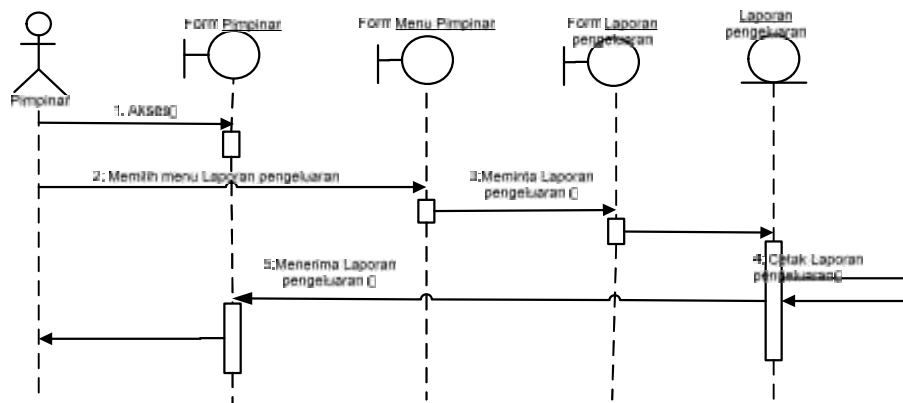 Form Pimpinan
Form Menu Pimpinan
Form Laporan
pengeluaran
Laporan
pengeluaran
Pimpinan
1. Akses()
2: Memilih menu Laporan pengeluaran
3:Meminta Laporan
pengeluaran ()
4: Cetak Laporan
pengeluaran()
5:Menerima Laporan
pengeluaran ()